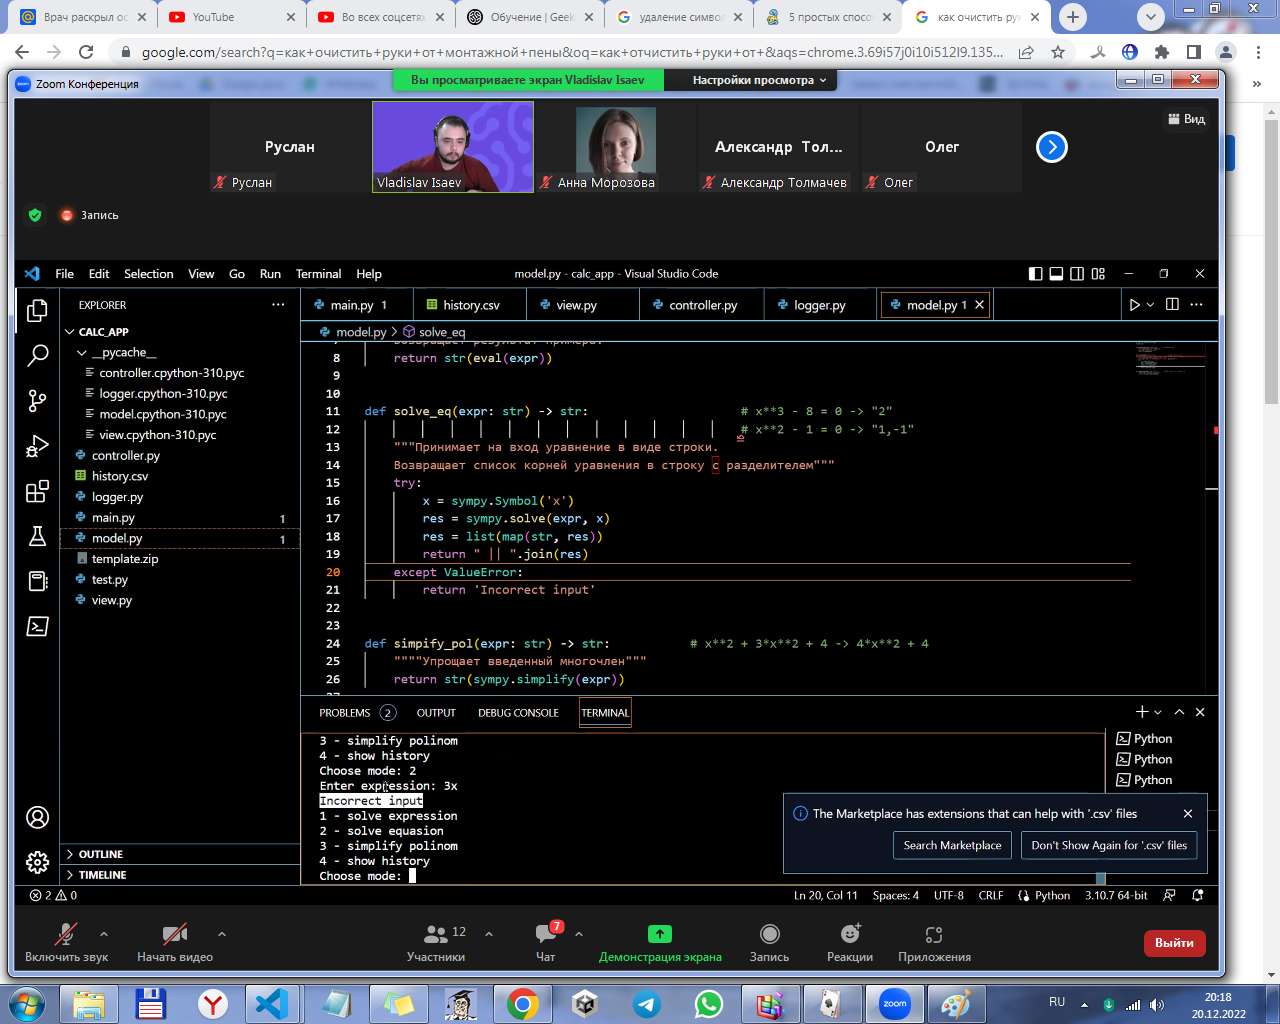 Врач раскрыл ос
YouTube
Во всех соцсетях
Обучение | Geek
удаление симво
5 простых спосо
как очистить рук
google.com/search?q=как+очистить+руки+от+монтажной+пены&oq=как+отчистить+руки+от+&aqs=chrome.3.69i57j0i10i512l9.135...
Zoom Конференция
Вы просматриваете экран Vladislav Isaev
Настройки просмотра
Вид
Руслан
Александр Тол...
Олег
Руслан
Vladislav Isaev
Анна Морозова
Александр Толмачев
Олег
Запись
File Edit Selection View Go Run Terminal Help
model.py - calc_app - Visual Studio Code
EXPLORER
main.py 1
history.csv
view.py
controller.py
logger.py
model.py 1
model.py > solve_eq
CALC_APP
__pycache__
controller.cpython-310.pyc
logger.cpython-310.pyc
model.cpython-310.pyc
view.cpython-310.pyc
controller.py
history.csv
logger.py
main.py 1
model.py 1
template.zip
test.py
view.py
OUTLINE
TIMELINE
7 Возвращает результат примера.
8 return str(eval(expr))
9
10
11 def solve_eq(expr: str) -> str: # x**3 - 8 = 0 -> "2"
12 # x**2 - 1 = 0 -> "1,-1"
13 """Принимает на вход уравнение в виде строки.
14 Возвращает список корней уравнения в строку с разделителем"""
15 try:
16 x = sympy.Symbol('x')
17 res = sympy.solve(expr, x)
18 res = list(map(str, res))
19 return " || ".join(res)
20 except ValueError:
21 return 'Incorrect input'
22
23
24 def simpify_pol(expr: str) -> str: # x**2 + 3*x**2 + 4 -> 4*x**2 + 4
25 """"Упрощает введенный многочлен"""
26 return str(sympy.simplify(expr))
27
PROBLEMS 2 OUTPUT DEBUG CONSOLE TERMINAL
3 - simplify polinom
4 - show history
Choose mode: 2
Enter expression: 3x
Incorrect input
1 - solve expression
2 - solve equasion
3 - simplify polinom
4 - show history
Choose mode:
Python
Python
Python
The Marketplace has extensions that can help with '.csv' files
Search Marketplace
Don't Show Again for '.csv' files
2 0
Ln 20, Col 11 Spaces: 4 UTF-8 CRLF Python 3.10.7 64-bit
Включить звук
Начать видео
12
Участники
7
Чат
Демонстрация экрана
Запись
Реакции
Приложения
Выйти
zoom
RU
20:18
20.12.2022